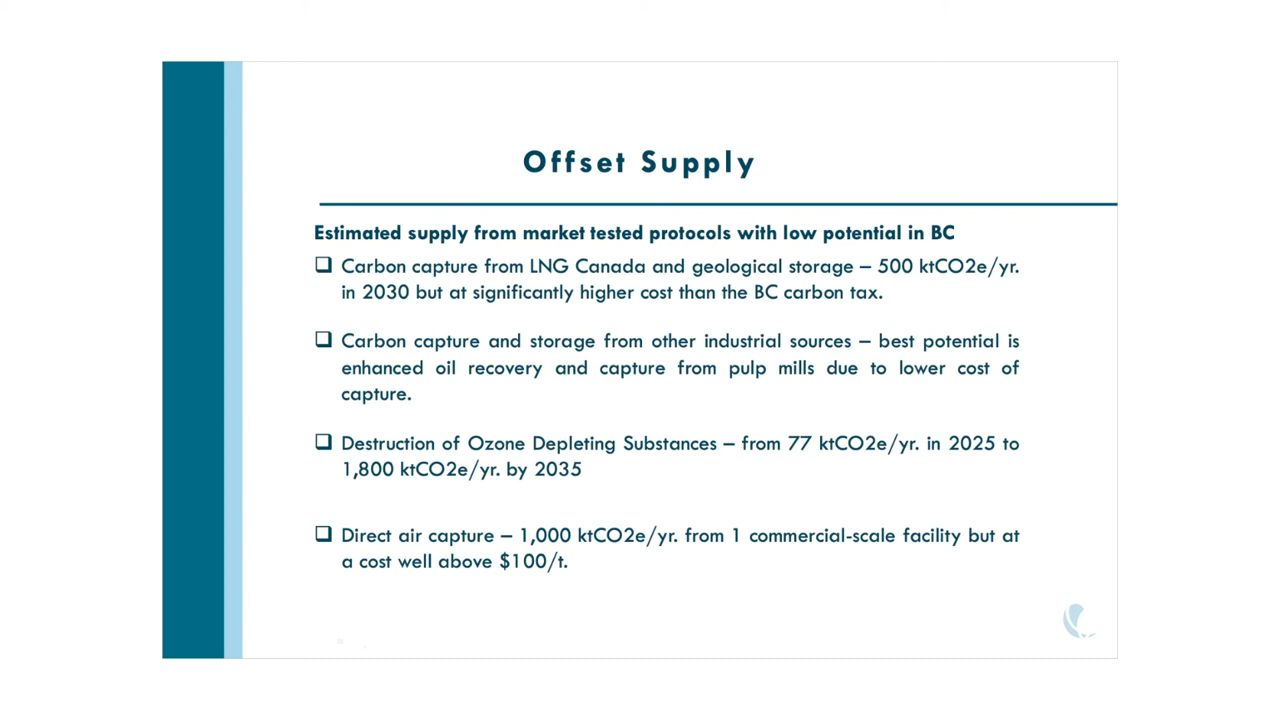 Offset Supply
Estimated supply from market tested protocols with low potential in BC
Carbon capture from LNG Canada and geological storage – 500 ktCO2e/yr.
in 2030 but at significantly higher cost than the BC carbon tax.
Carbon capture and storage from other industrial sources – best potential is
enhanced oil recovery and capture from pulp mills due to lower cost of
capture.
Destruction of Ozone Depleting Substances – from 77 ktCO2e/yr. in 2025 to
1,800 ktCO2e/yr. by 2035
Direct air capture – 1,000 ktCO2e/yr. from 1 commercial-scale facility but at
a cost well above $100/t.